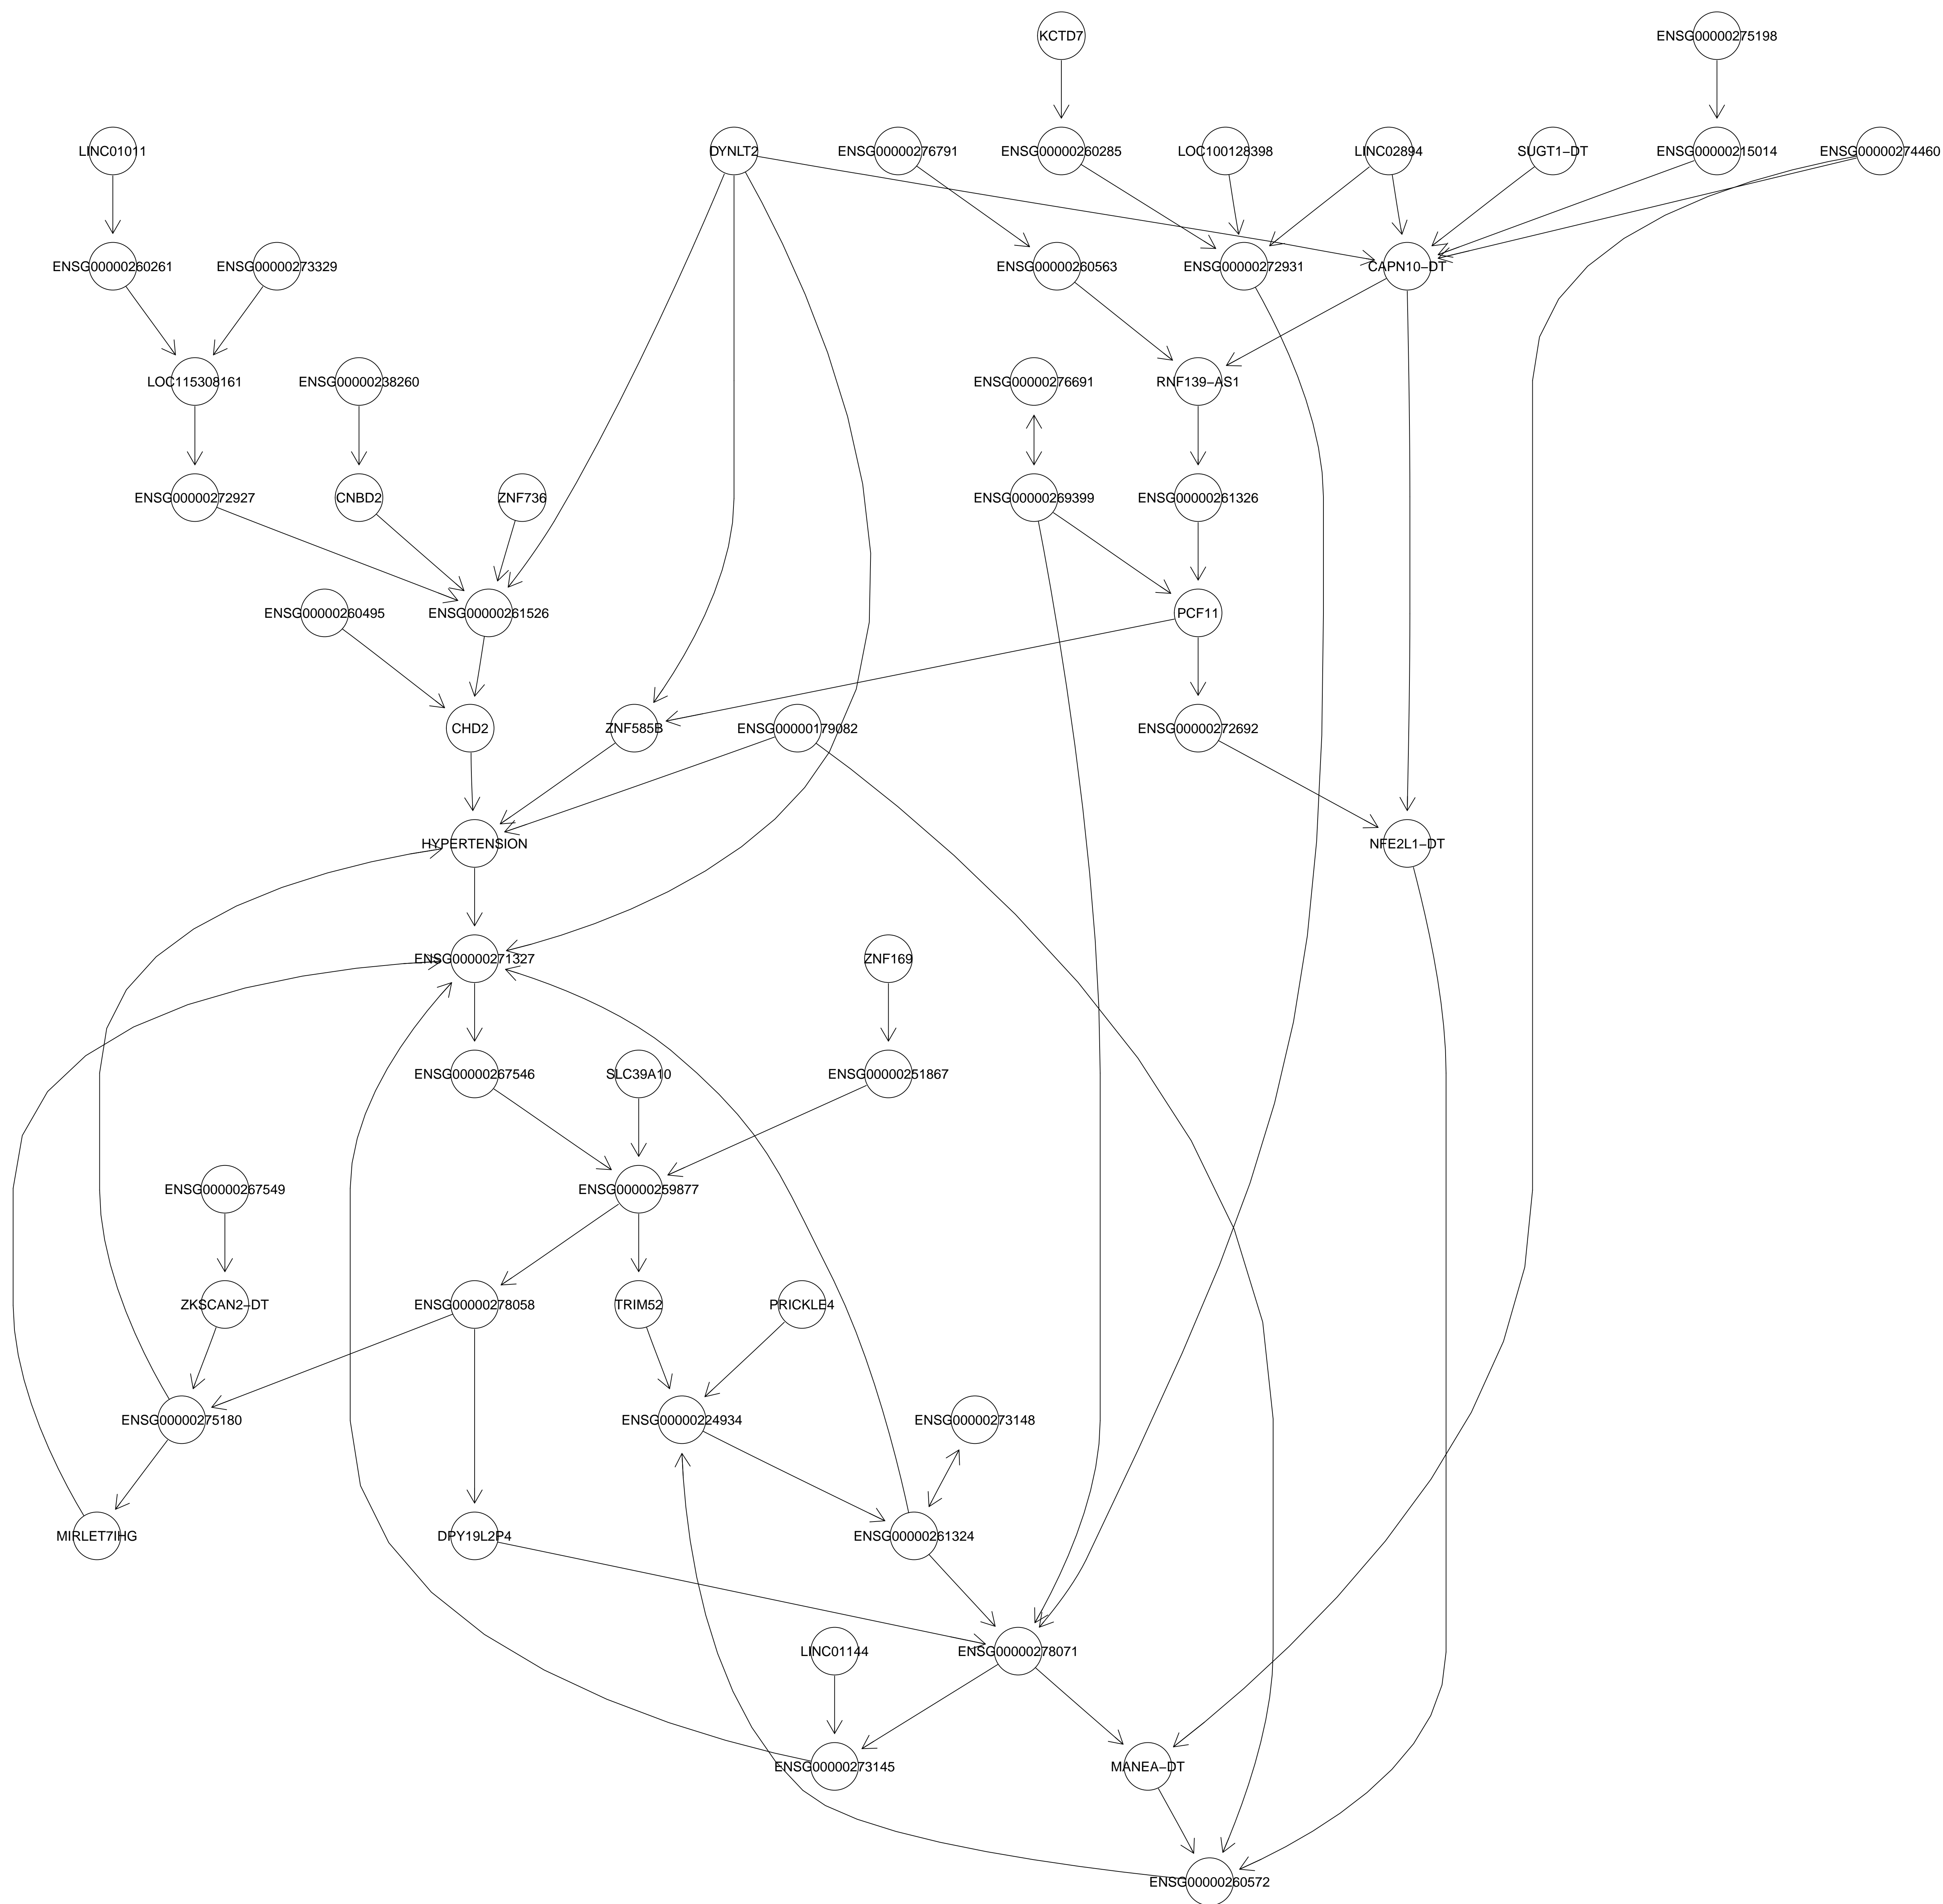 KCTD7
ENSG00000275198
LINC01011
DYNLT2
ENSG00000276791
ENSG00000260285
LOC100128398
LINC02894
SUGT1−DT
ENSG00000215014
ENSG00000274460
ENSG00000260261
ENSG00000273329
ENSG00000260563
ENSG00000272931
CAPN10−DT
LOC115308161
ENSG00000238260
ENSG00000276691
RNF139−AS1
ENSG00000272927
CNBD2
ZNF736
ENSG00000269399
ENSG00000261326
ENSG00000260495
ENSG00000261526
PCF11
CHD2
ZNF585B
ENSG00000179082
ENSG00000272692
HYPERTENSION
NFE2L1−DT
ENSG00000271327
ZNF169
ENSG00000267546
SLC39A10
ENSG00000251867
ENSG00000267549
ENSG00000259877
ZKSCAN2−DT
ENSG00000278058
TRIM52
PRICKLE4
ENSG00000275180
ENSG00000224934
ENSG00000273148
MIRLET7IHG
DPY19L2P4
ENSG00000261324
LINC01144
ENSG00000278071
ENSG00000273145
MANEA−DT
ENSG00000260572